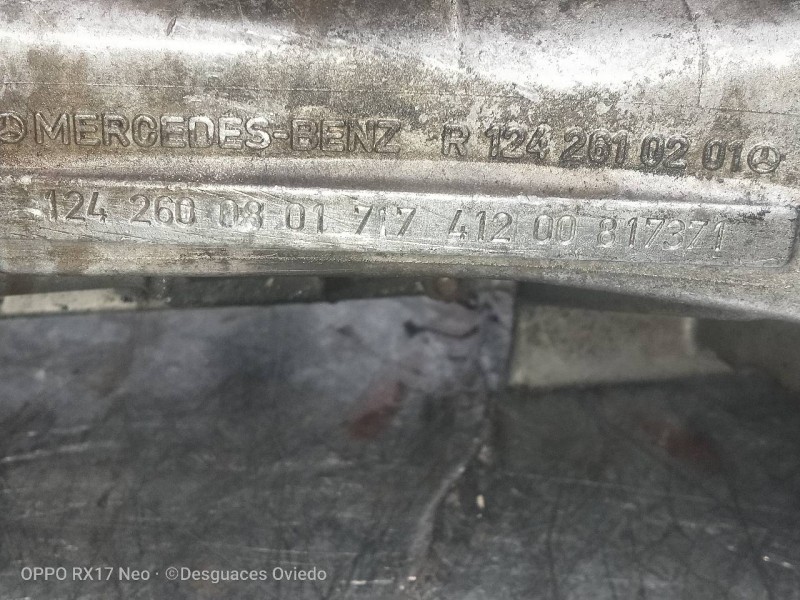 MERCEDES-BENZ R 124 261 02 01
124 260 08 01 717 412 00 817371
OPPO RX17 Neo · ©Desguaces Oviedo